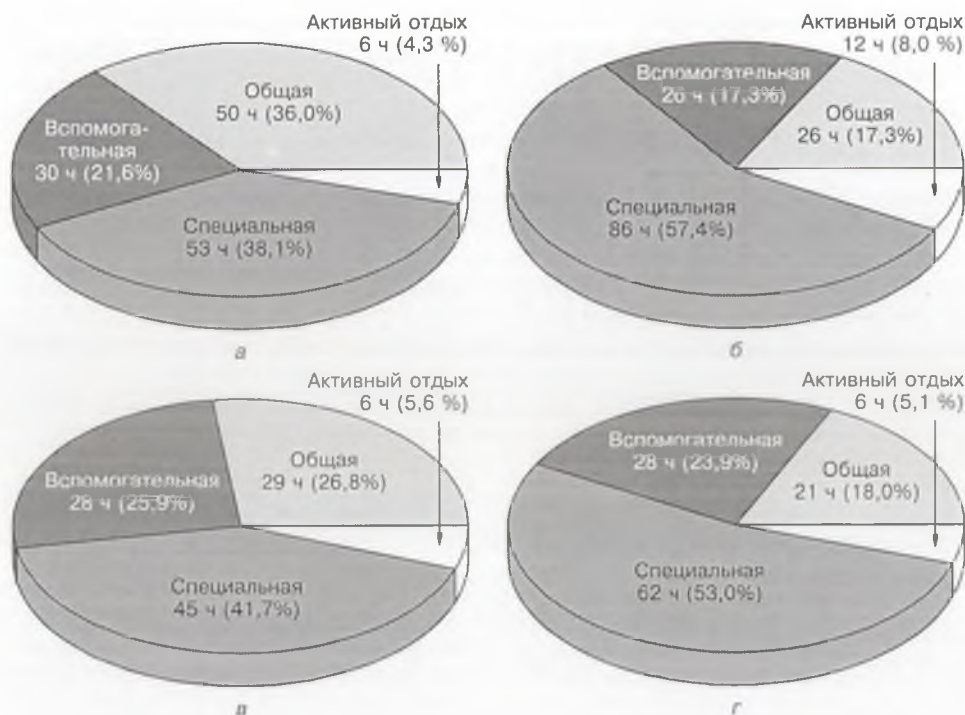 Активный отдых
6 ч (4,3 %)
Общая
50 ч (36,0%)
Вспомога-
тельная
30 ч (21,6%)
Специальная
53 ч (38,1%)
а
Активный отдых
12 ч (8,0 %)
Вспомогательная
26 ч (17,3%)
Общая
26 ч (17,3%)
Специальная
86 ч (57,4%)
б
Активный отдых
6 ч (5,6 %)
Общая
29 ч (26,8%)
Вспомогательная
28 ч (25,9%)
Специальная
45 ч (41,7%)
в
Активный отдых
6 ч (5,1 %)
Вспомогательная
28 ч (23,9%)
Общая
21 ч (18,0%)
Специальная
62 ч (53,0%)
г